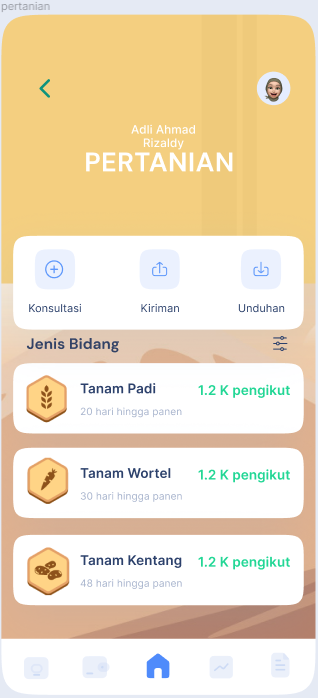 pertanian
Adli Ahmad
Rizaldy
PERTANIAN
Konsultasi
Kiriman
Unduhan
Jenis Bidang
Tanam Padi
1.2 K pengikut
20 hari hingga panen
Tanam Wortel
1.2 K pengikut
30 hari hingga panen
Tanam Kentang
1.2 K pengikut
48 hari hingga panen